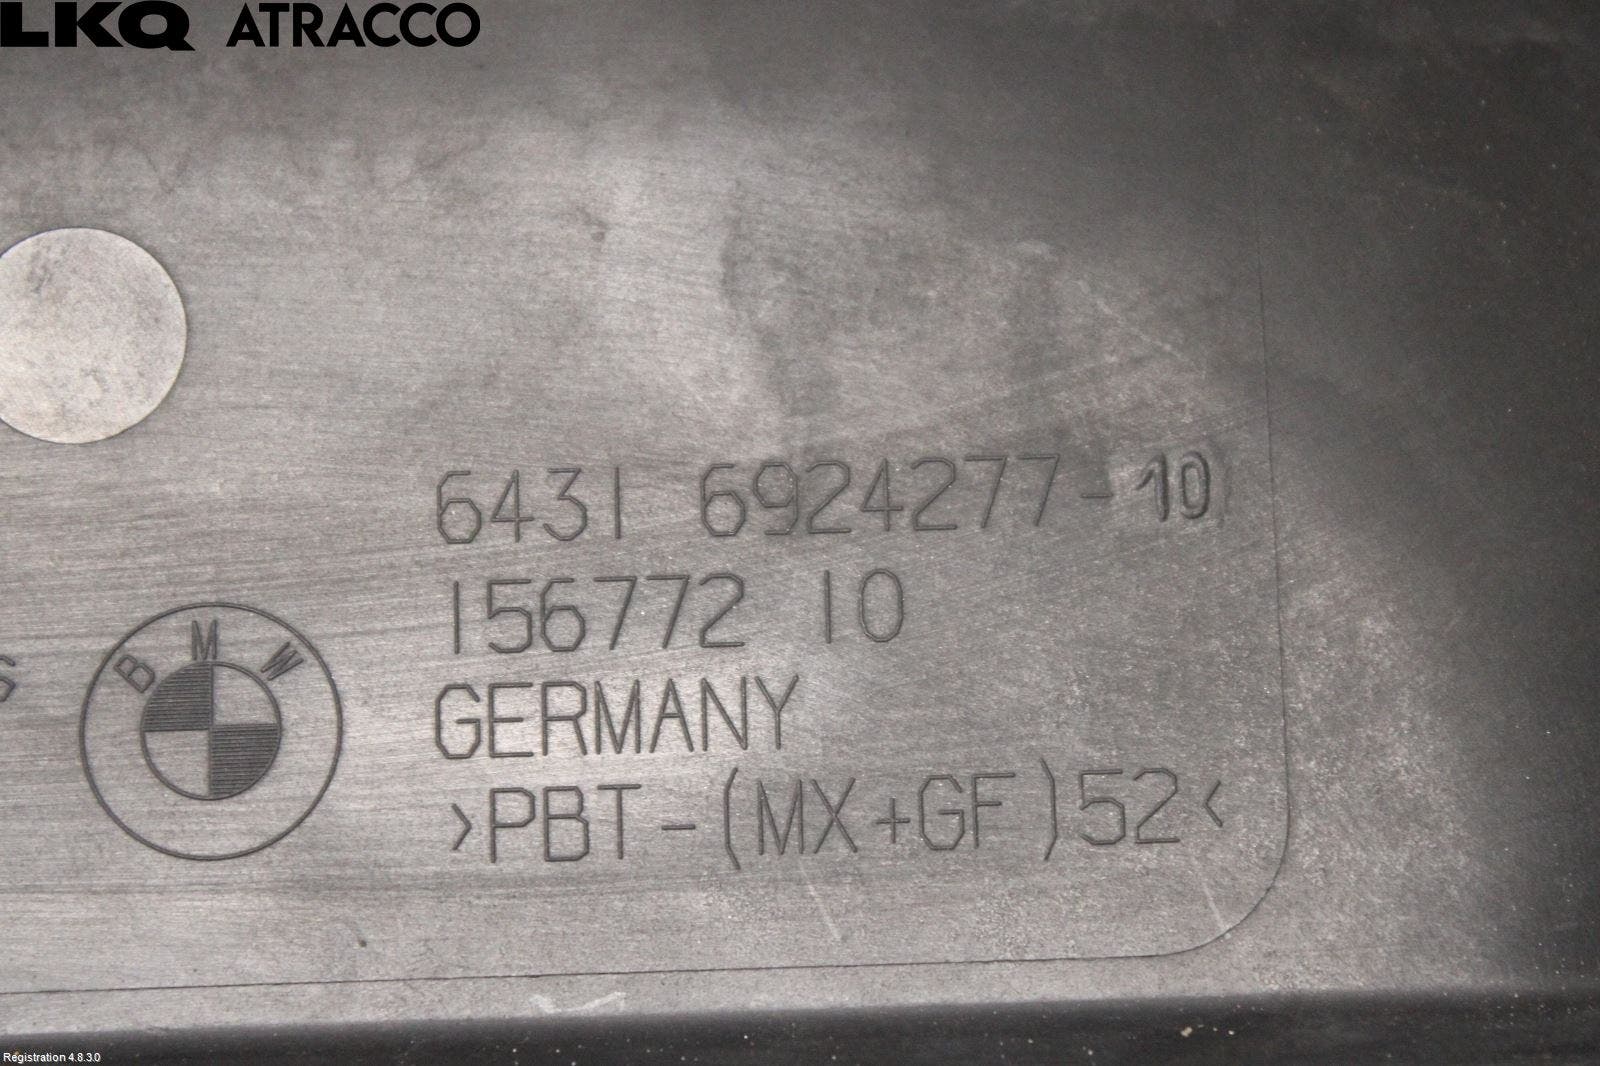 LKQ ATRACCO
6431 6924277-10
156772 10
GERMANY
>PBT-(MX+GF)52<
BMW
Registration 4.8.3.0